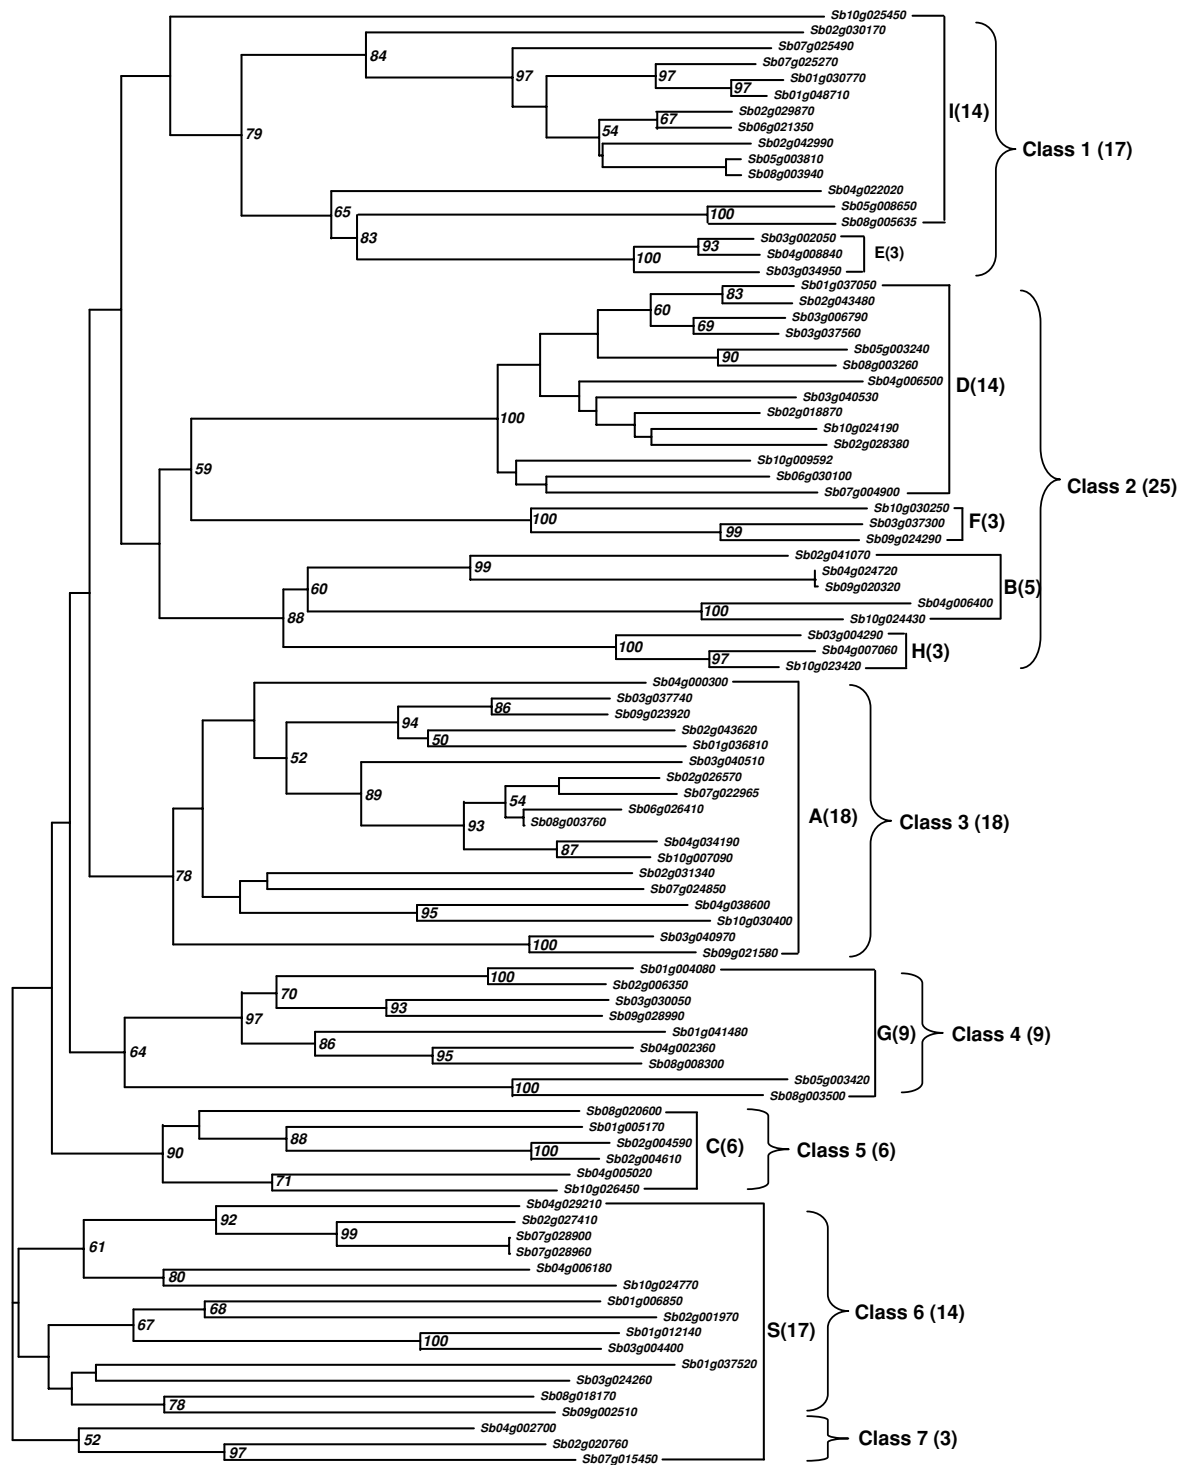 Sb10g025450
Sb02g030170
84
Sb07g025490
97
Sb07g025270
97
Sb01g030770
97
Sb01g048710
Sb02g029870
67
I(14)
54
Sb06g021350
79
Sb02g042990
Class 1 (17)
Sb05g003810
Sb08g003940
Sb04g022020
65
Sb05g008650
100
Sb08g005635
83
Sb03g002050
93
Sb04g008840
E(3)
100
Sb03g034950
Sb01g037050
83
Sb02g043480
60
Sb03g006790
69
Sb03g037560
Sb05g003240
90
Sb08g003260
Sb04g006500
D(14)
Sb03g040530
Sb02g018870
100
Sb10g024190
Sb02g028380
Sb10g009592
59
Sb06g030100
Class 2 (25)
Sb07g004900
Sb10g030250
100
Sb03g037300
F(3)
99
Sb09g024290
Sb02g041070
99
Sb04g024720
Sb09g020320
B(5)
60
Sb04g006400
100
Sb10g024430
88
Sb03g004290
100
Sb04g007060
H(3)
97
Sb10g023420
Sb04g000300
Sb03g037740
86
Sb09g023920
94
Sb02g043620
50
Sb01g036810
52
Sb03g040510
Sb02g026570
89
Sb07g022965
54
Sb06g026410
A(18)
Sb08g003760
Class 3 (18)
93
Sb04g034190
87
Sb10g007090
Sb02g031340
78
Sb07g024850
Sb04g038600
95
Sb10g030400
Sb03g040970
100
Sb09g021580
Sb01g004080
100
Sb02g006350
70
Sb03g030050
93
Sb09g028990
97
Sb01g041480
G(9)
Class 4 (9)
86
Sb04g002360
64
95
Sb08g008300
Sb05g003420
100
Sb08g003500
Sb08g020600
Sb01g005170
88
Sb02g004590
C(6)
100
Class 5 (6)
90
Sb02g004610
Sb04g005020
71
Sb10g026450
Sb04g029210
92
Sb02g027410
99
Sb07g028900
61
Sb07g028960
Sb04g006180
80
Sb10g024770
Sb01g006850
68
Class 6 (14)
Sb02g001970
67
Sb01g012140
S(17)
100
Sb03g004400
Sb01g037520
Sb03g024260
Sb08g018170
78
Sb09g002510
Sb04g002700
52
Class 7 (3)
Sb02g020760
97
Sb07g015450